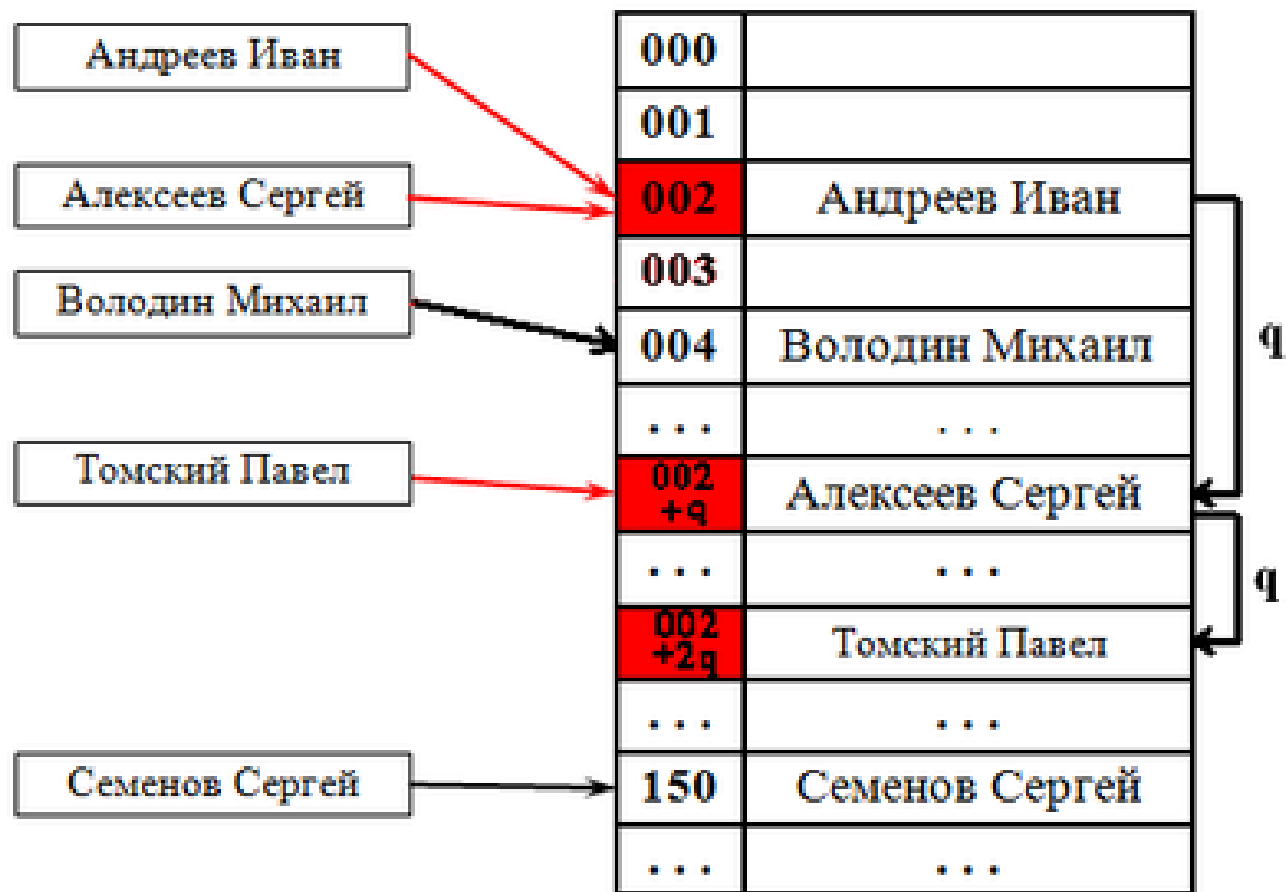 Андреев Иван
Алексеев Сергей
Володин Михаил
Томский Павел
Семенов Сергей
000
001
002 Андреев Иван
003
004 Володин Михаил
... ...
002
+q Алексеев Сергей
... ...
002
+2q Томский Павел
... ...
150 Семенов Сергей
... ...
q
q